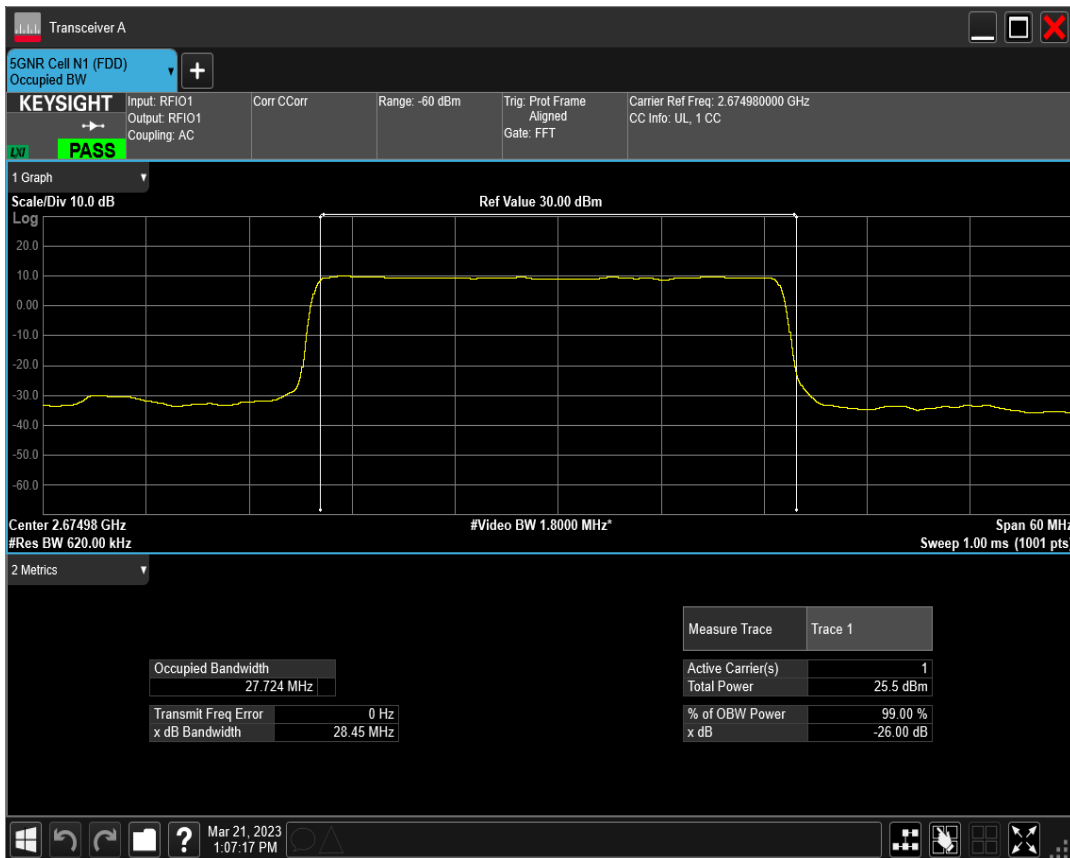 Transceiver A
5GNR Cell N1 (FDD)
Occupied BW
KEYSIGHT
LXI
PASS
Input: RFIO1
Output: RFIO1
Coupling: AC
Corr CCorr
Range: -60 dBm
Trig: Prot Frame
Aligned
Gate: FFT
Carrier Ref Freq: 2.674980000 GHz
CC Info: UL, 1 CC
1 Graph
Scale/Div 10.0 dB
Ref Value 30.00 dBm
Log
20.0
10.0
0.00
-10.0
-20.0
-30.0
-40.0
-50.0
-60.0
Center 2.67498 GHz
#Video BW 1.8000 MHz*
Span 60 MHz
#Res BW 620.00 kHz
Sweep 1.00 ms (1001 pts)
2 Metrics
Measure Trace Trace 1
Occupied Bandwidth
27.724 MHz
Active Carrier(s) 1
Total Power 25.5 dBm
Transmit Freq Error 0 Hz
x dB Bandwidth 28.45 MHz
% of OBW Power 99.00 %
x dB -26.00 dB
Mar 21, 2023
1:07:17 PM